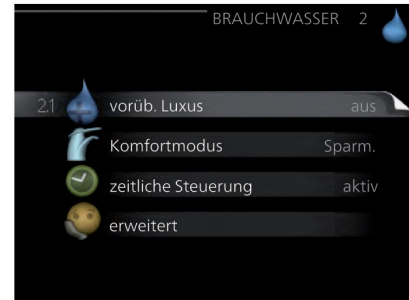 BRAUCHWASSER 2
2.1 vorüb. Luxus aus
Komfortmodus Sparm.
zeitliche Steuerung aktiv
erweitert